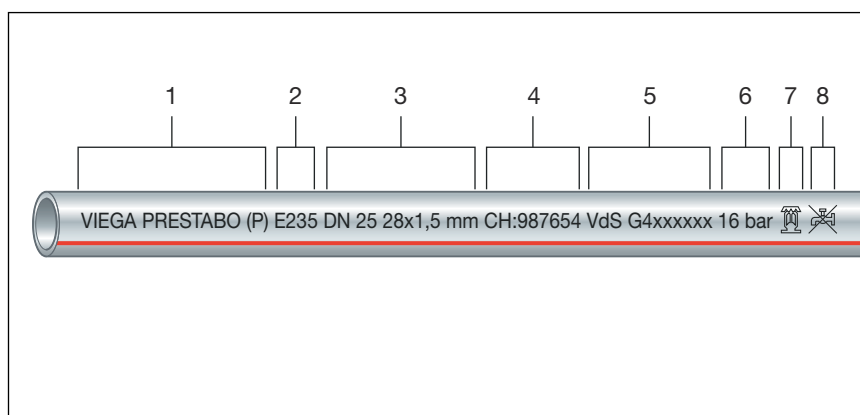 1 2 3 4 5 6 7 8
VIEGA PRESTABO (P) E235 DN 25 28x1,5 mm CH:987654 VdS G4xxxxxx 16 bar